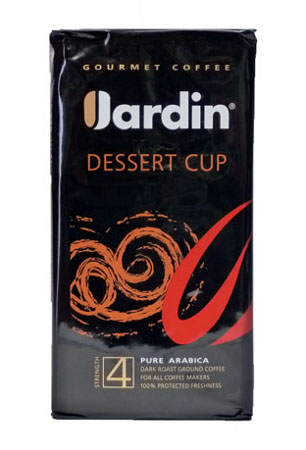 GOURMET COFFEE
Jardin®
DESSERT CUP
STRENGTH
4
PURE ARABICA
DARK ROAST GROUND COFFEE
FOR ALL COFFEE MAKERS
100% PROTECTED FRESHNESS